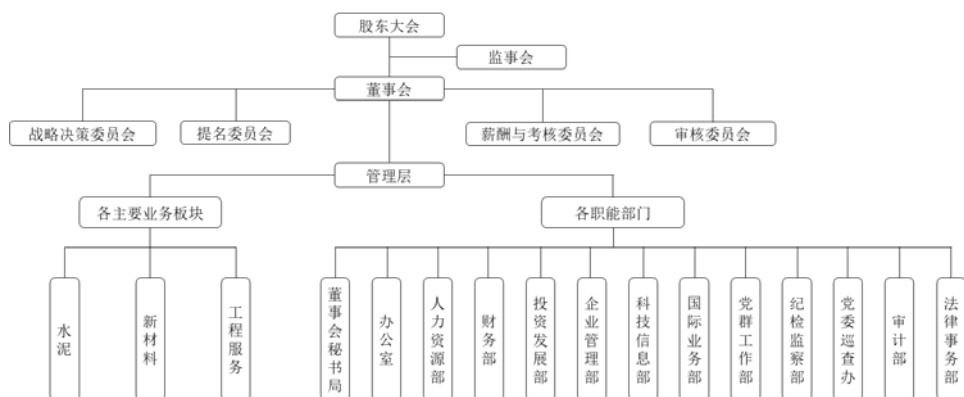 股东大会
监事会
董事会
战略决策委员会
提名委员会
薪酬与考核委员会
审核委员会
管理层
各主要业务板块
各职能部门
水泥
新材料
工程服务
董事会秘书局
办公室
人力资源部
财务部
投资发展部
企业管理部
科技信息部
国际业务部
党群工作部
纪检监察部
党委巡查办
审计部
法律事务部